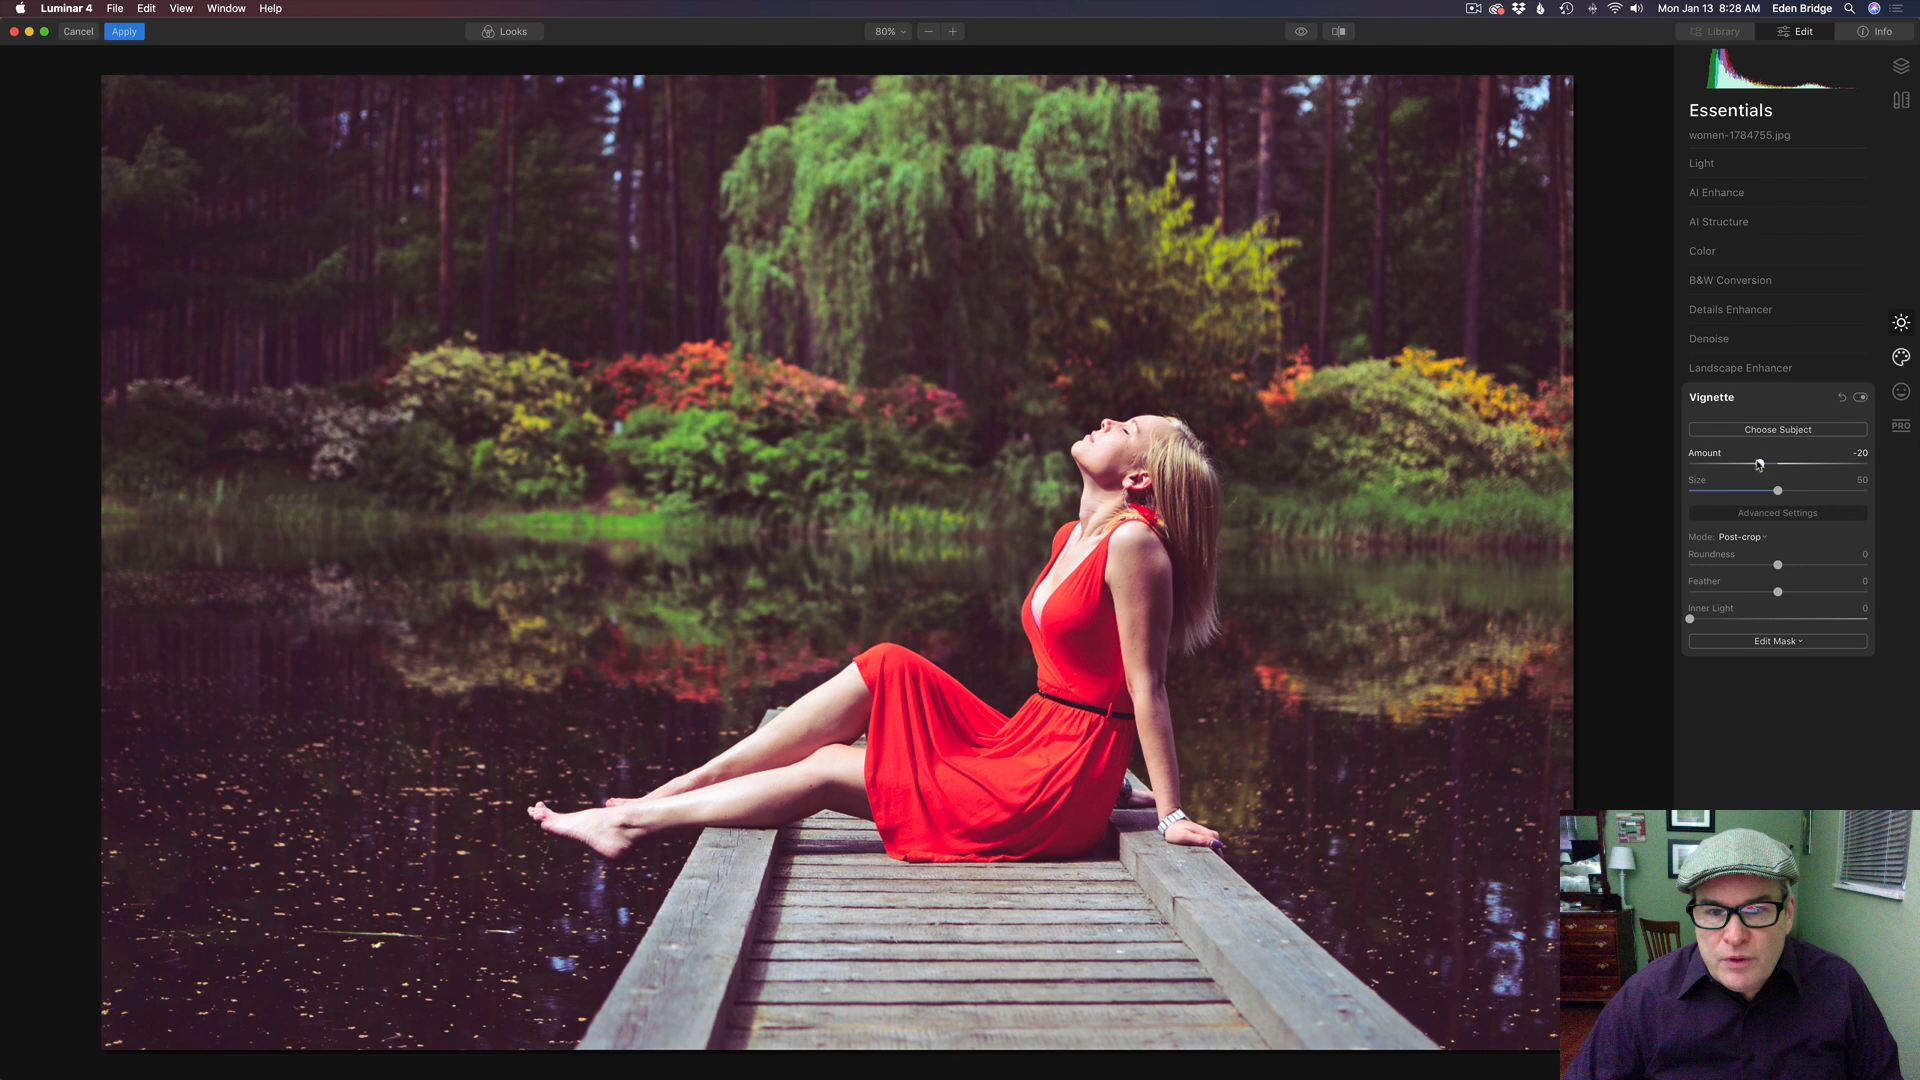 Luminar 4 File Edit View Window Help Mon Jan 13 8:28 AM Eden Bridge
Cancel Apply Looks 80% Library Edit Info
Essentials
women-1784755.jpg
Light
AI Enhance
AI Structure
Color
B&W Conversion
Details Enhancer
Denoise
Landscape Enhancer
Vignette
PRO
Choose Subject
Amount -20
Size 50
Advanced Settings
Mode: Post-crop
Roundness 0
Feather 0
Inner Light 0
Edit Mask